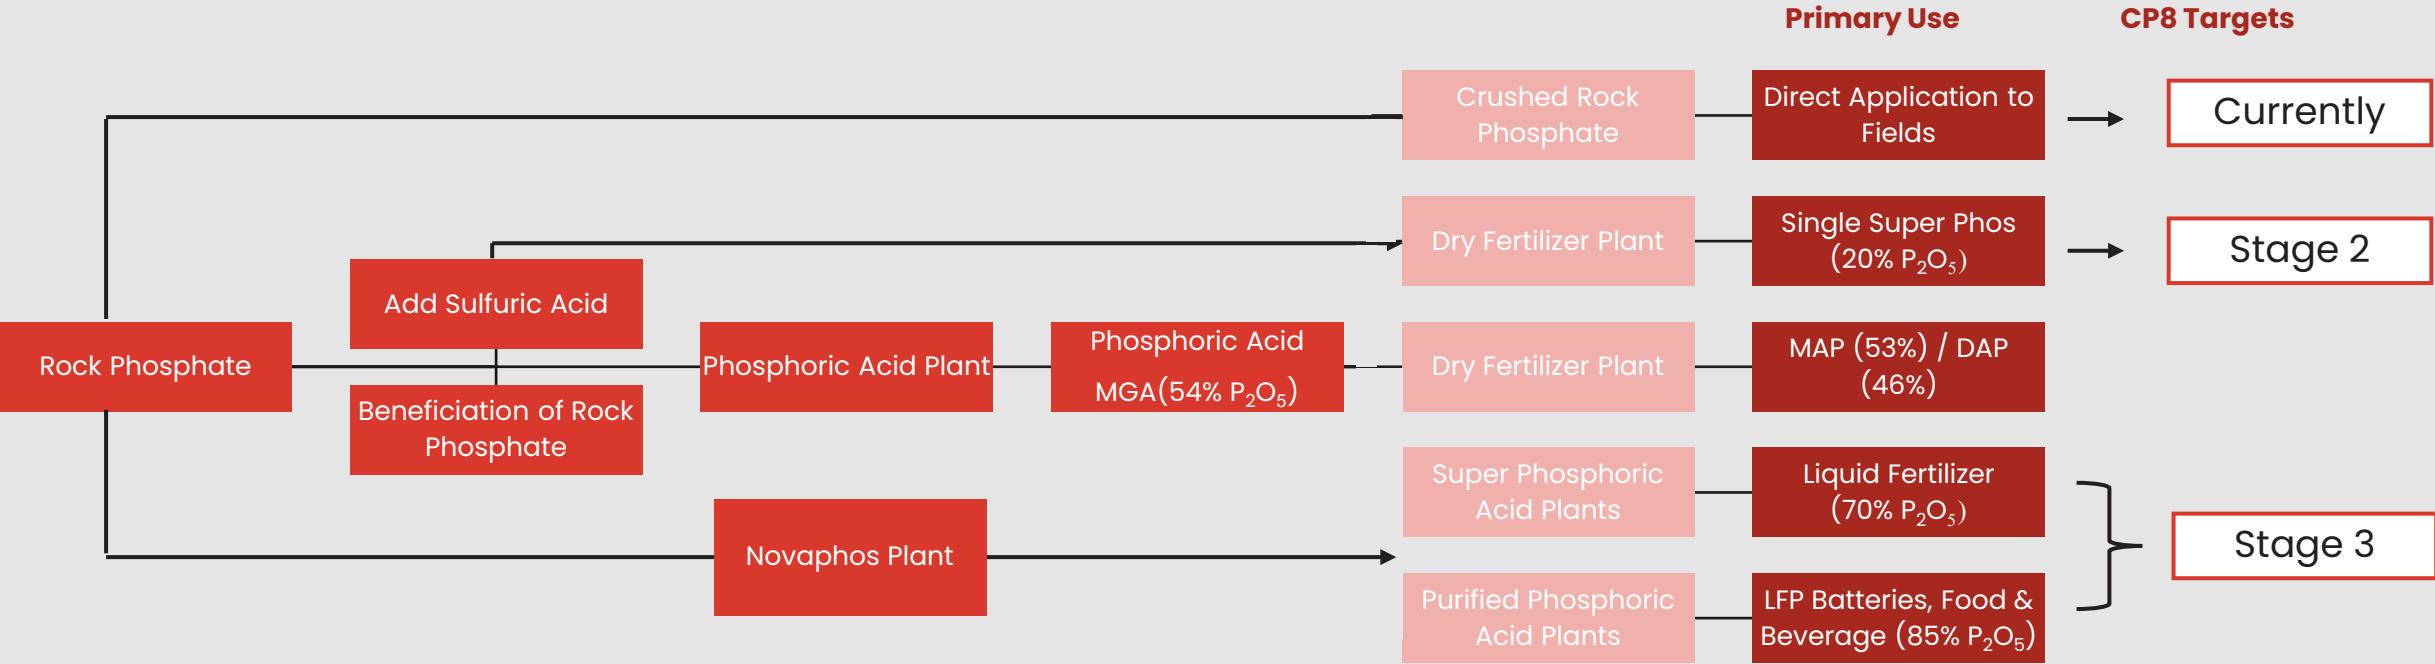 Primary Use
CP8 Targets
Crushed Rock
Phosphate
Direct Application to
Fields
Currently
Dry Fertilizer Plant
Single Super Phos
(20% P₂O₅)
Stage 2
Add Sulfuric Acid
Rock Phosphate
Beneficiation of Rock
Phosphate
Phosphoric Acid Plant
Phosphoric Acid
MGA(54% P₂O₅)
Dry Fertilizer Plant
MAP (53%) / DAP
(46%)
Super Phosphoric
Acid Plants
Liquid Fertilizer
(70% P₂O₅)
Novaphos Plant
Stage 3
Purified Phosphoric
Acid Plants
LFP Batteries, Food &
Beverage (85% P₂O₅)